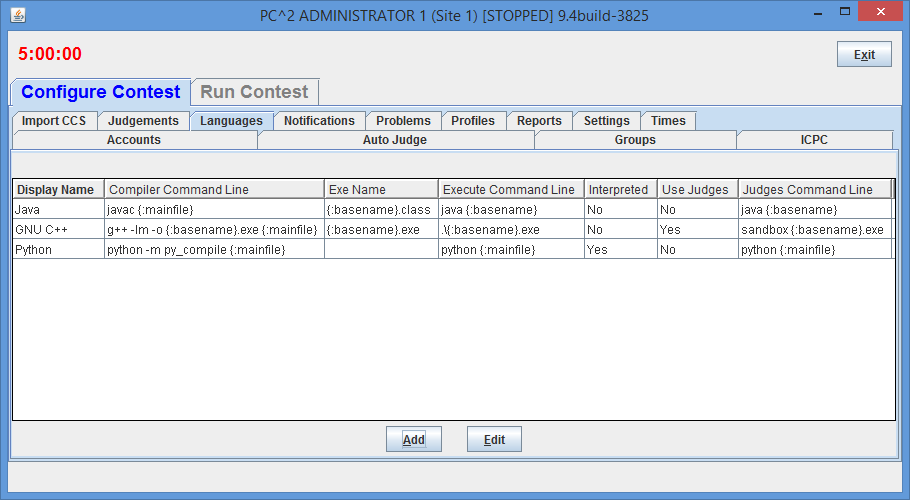 PC^2 ADMINISTRATOR 1 (Site 1) [STOPPED] 9.4build-3825
5:00:00
Exit
Configure Contest Run Contest
Import CCS Judgements Languages Notifications Problems Profiles Reports Settings Times
Accounts Auto Judge Groups ICPC
Display Name Compiler Command Line Exe Name Execute Command Line Interpreted Use Judges Judges Command Line
Java javac {:mainfile} {:basename}.class java {:basename} No No java {:basename}
GNU C++ g++ -lm -o {:basename}.exe {:mainfile} {:basename}.exe .\{:basename}.exe No Yes sandbox {:basename}.exe
Python python -m py_compile {:mainfile} python {:mainfile} Yes No python {:mainfile}
Add Edit